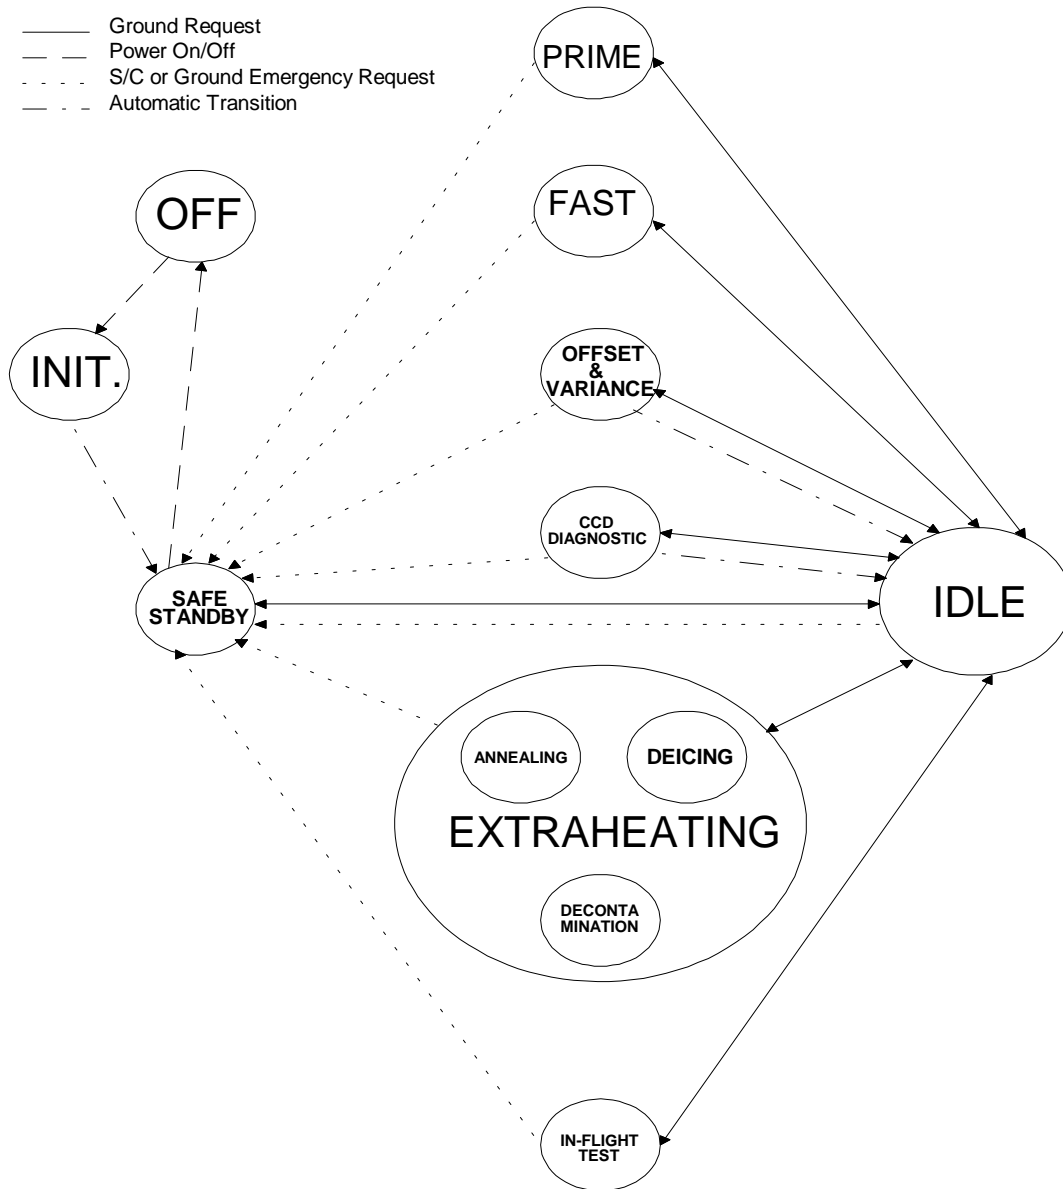 Ground Request
Power On/Off
S/C or Ground Emergency Request
Automatic Transition
PRIME
OFF
FAST
INIT.
OFFSET
&
VARIANCE
CCD
DIAGNOSTIC
SAFE
STANDBY
IDLE
ANNEALING
DEICING
EXTRAHEATING
DECONTA
MINATION
IN-FLIGHT
TEST